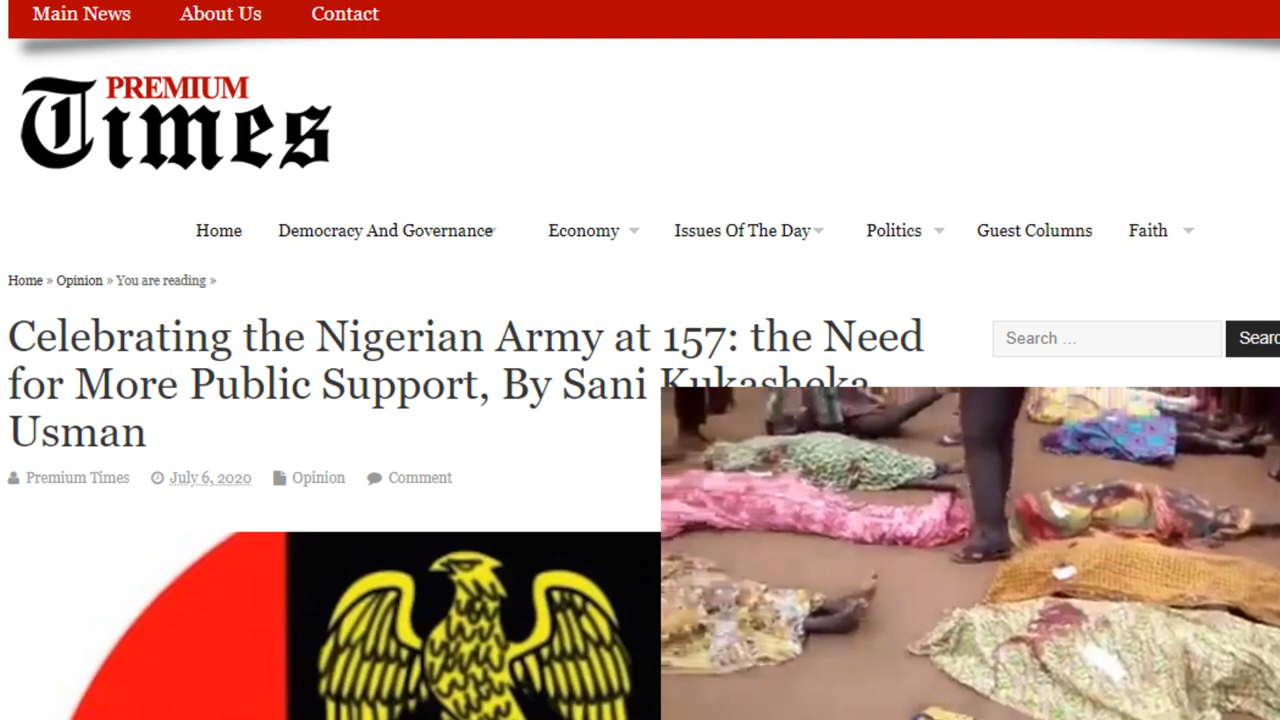 Main News About Us Contact
PREMIUM
Times
Home Democracy And Governance Economy Issues Of The Day Politics Guest Columns Faith
Home » Opinion » You are reading »
Celebrating the Nigerian Army at 157: the Need
for More Public Support, By Sani Kukasheka
Usman
Search ...
Searc
Premium Times July 6, 2020 Opinion Comment